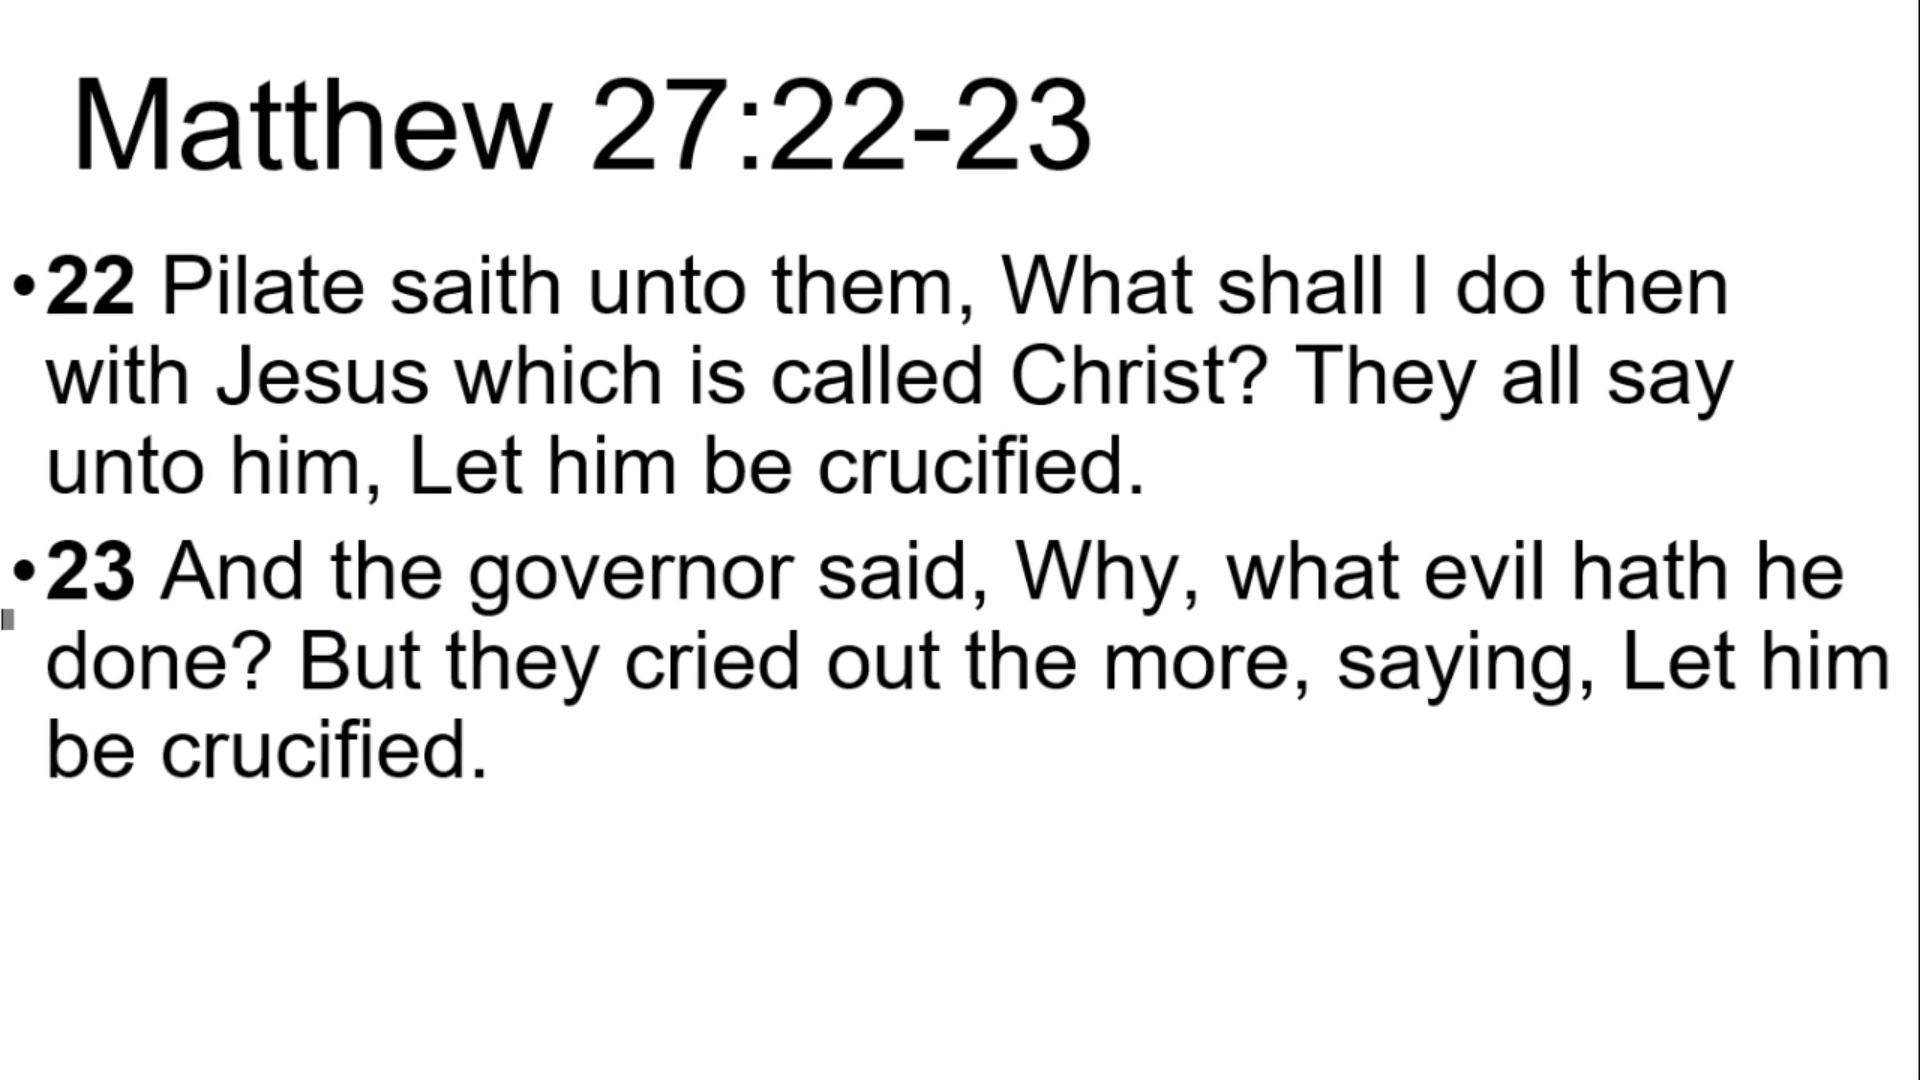 Matthew 27:22-23
•22 Pilate saith unto them, What shall I do then
with Jesus which is called Christ? They all say
unto him, Let him be crucified.
•23 And the governor said, Why, what evil hath he
done? But they cried out the more, saying, Let him
be crucified.